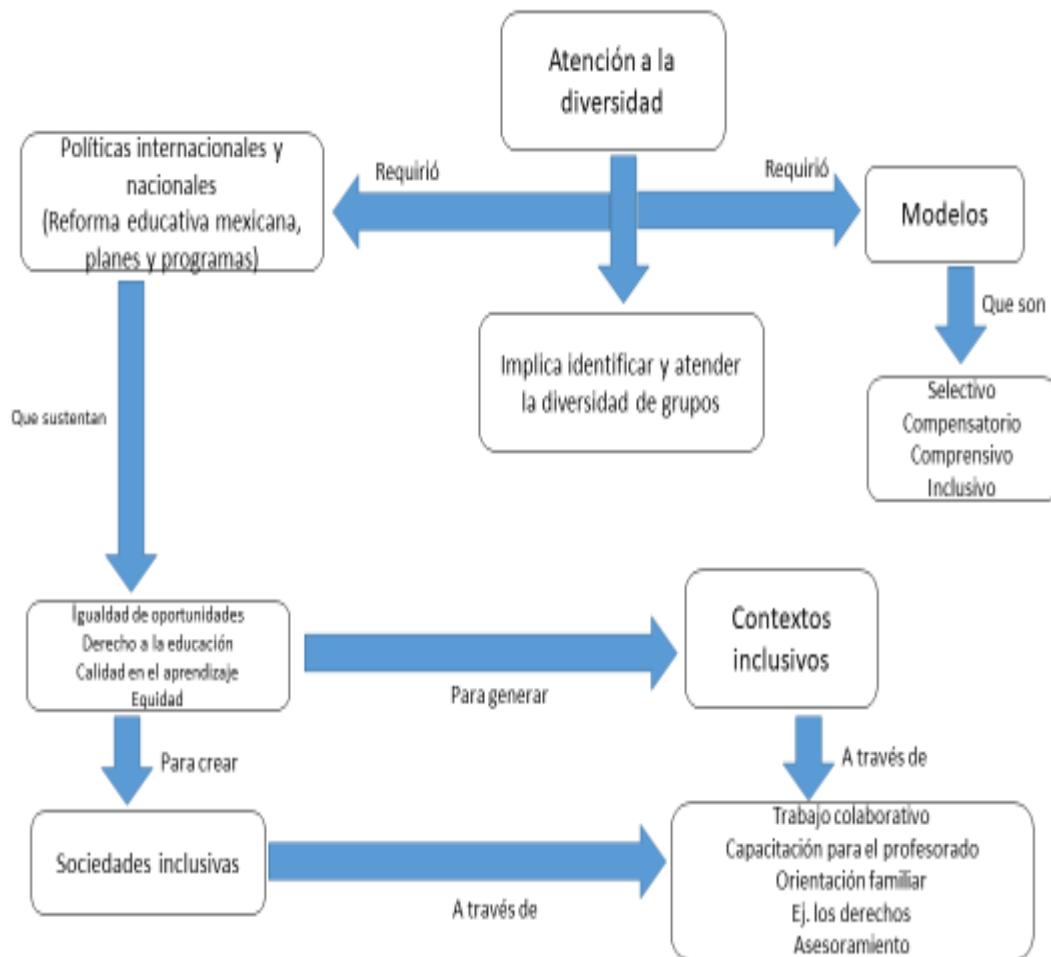 Atención a la
diversidad
Políticas internacionales y
nacionales
(Reforma educativa mexicana,
planes y programas)
Requirió
Requirió
Modelos
Que son
Implica identificar y atender
la diversidad de grupos
Selectivo
Compensatorio
Comprensivo
Inclusivo
Que sustentan
Igualdad de oportunidades
Derecho a la educación
Calidad en el aprendizaje
Equidad
Para generar
Contextos
inclusivos
Para crear
A través de
Sociedades inclusivas
A través de
Trabajo colaborativo
Capacitación para el profesorado
Orientación familiar
Ej. los derechos
Asesoramiento